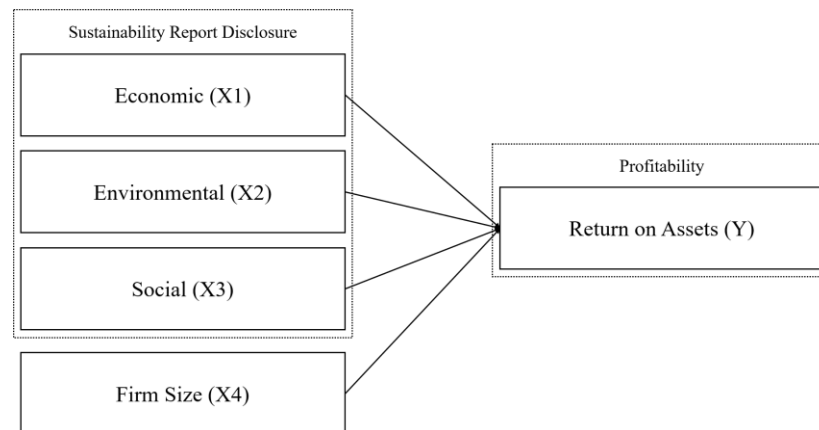 Sustainability Report Disclosure
Economic (X1)
Environmental (X2)
Social (X3)
Firm Size (X4)
Profitability
Return on Assets (Y)